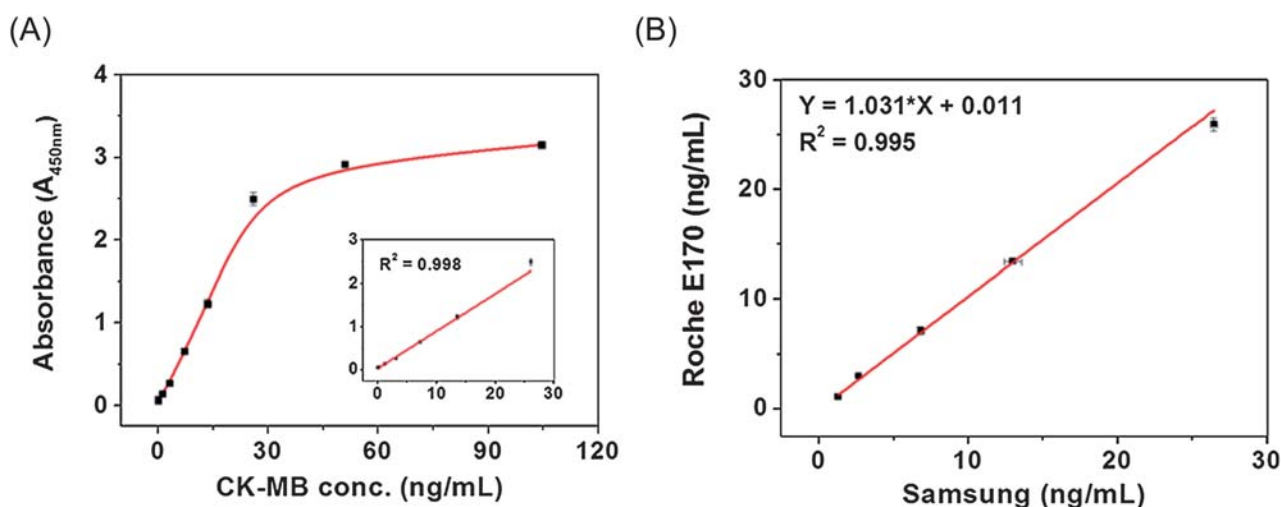 (A)
4
3
2
1
0
Absorbance (A450nm)
0 30 60 90 120
CK-MB conc. (ng/mL)
R² = 0.998
3
2
1
0
0 10 20 30
(B)
Y = 1.031*X + 0.011
R² = 0.995
30
20
10
0
Roche E170 (ng/mL)
0 10 20 30
Samsung (ng/mL)